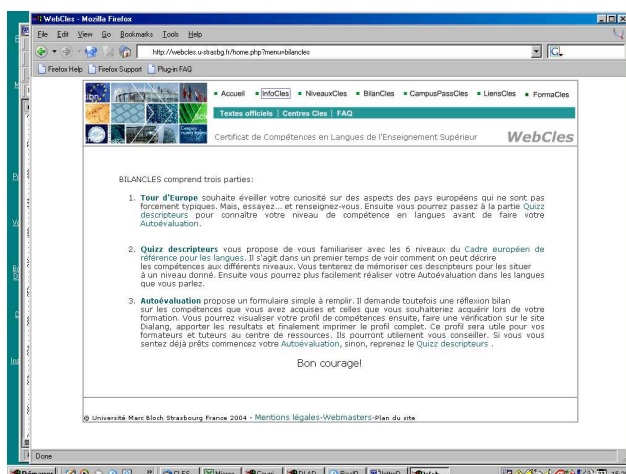 WebCles - Mozilla Firefox
File Edit View Go Bookmarks Tools Help
http://webcles.u-strasbg.fr/home.php?menu=bilancles
G
Firefox Help Firefox Support Plug-in FAQ
Accueil InfoCles NiveauxCles BilanCles CampusPassCles LiensCles FormaCles
Textes officiels | Centres Cles | FAQ
Certificat de Compétences en Langues de l'Enseignement Supérieur WebCles
BILANCLES comprend trois parties:
1. Tour d'Europe souhaite éveiller votre curiosité sur des aspects des pays européens qui ne sont pas
forcement typiques. Mais, essayez... et renseignez-vous. Ensuite vous pourrez passez à la partie Quizz
descripteurs pour connaître votre niveau de compétence en langues avant de faire votre
Autoévaluation.
2. Quizz descripteurs vous propose de vous familiariser avec les 6 niveaux du Cadre européen de
référence pour les langues. Il s'agit dans un premier temps de voir comment on peut décrire
les compétences aux différents niveaux. Vous tenterez de mémoriser ces descripteurs pour les situer
à un niveau donné. Ensuite vous pourrez plus facilement réaliser votre Autoévaluation dans les langues
que vous parlez.
3. Autoévaluation propose un formulaire simple à remplir. Il demande toutefois une réflexion bilan
sur les compétences que vous avez acquises et celles que vous souhaiteriez acquérir lors de votre
formation. Vous pourrez visualiser votre profil de compétences ensuite, faire une vérification sur le site
Dialang, apporter les resultats et finalement imprimer le profil complet. Ce profil sera utile pour vos
formateurs et tuteurs au centre de ressources. Ils pourront utilement vous conseiller. Si vous vous
sentez déjà prêts commencez votre Autoévaluation, sinon, reprenez le Quizz descripteurs .
Bon courage!
© Université Marc Bloch Strasbourg France 2004 - Mentions légales-Webmasters-Plan du site
Done